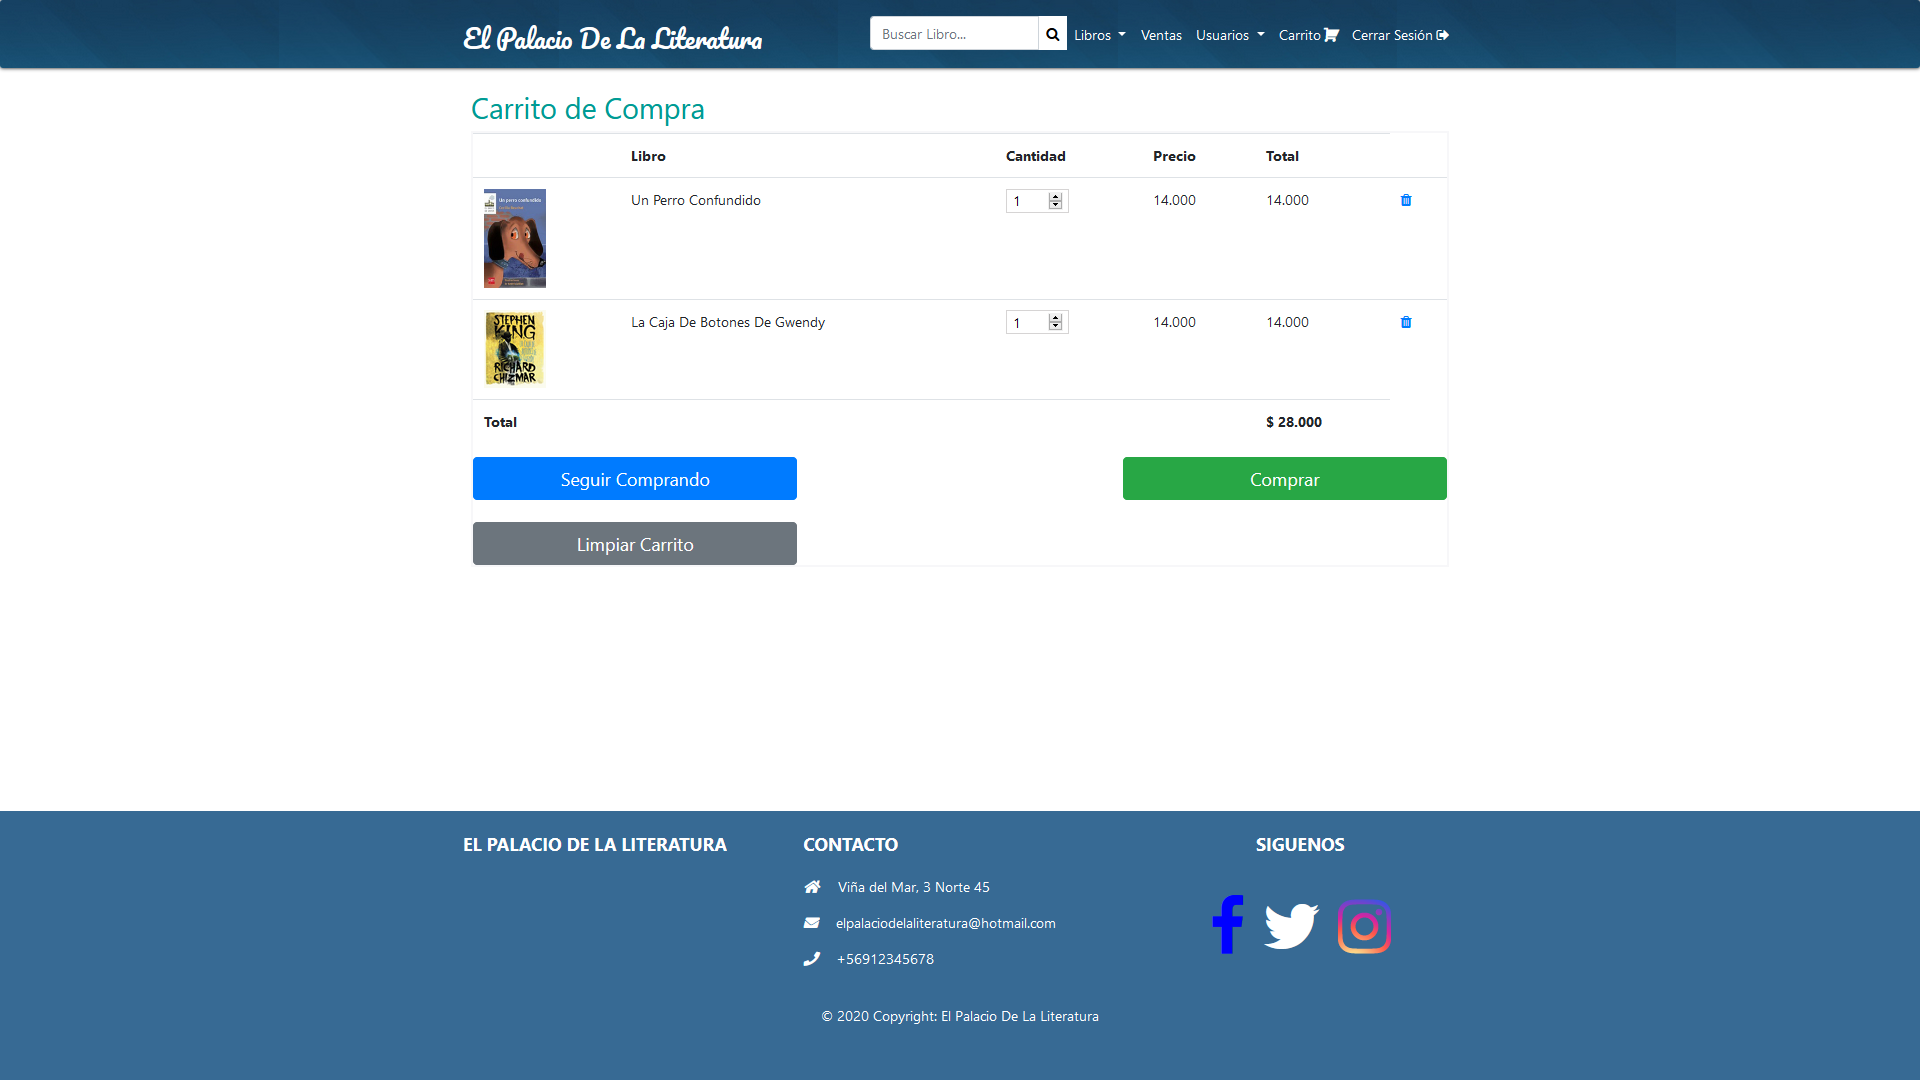 El Palacio De La Literatura
Buscar Libro... Libros Ventas Usuarios Carrito Cerrar Sesión
Carrito de Compra
Libro Cantidad Precio Total
Un perro confundido
Un Perro Confundido 1 14.000 14.000
STEPHEN
KING
RICHARD
CHIZMAR
La Caja De Botones De Gwendy 1 14.000 14.000
Total $ 28.000
Seguir Comprando Comprar
Limpiar Carrito
EL PALACIO DE LA LITERATURA CONTACTO SIGUENOS
Viña del Mar, 3 Norte 45
elpalaciodelaliteratura@hotmail.com
+56912345678
© 2020 Copyright: El Palacio De La Literatura